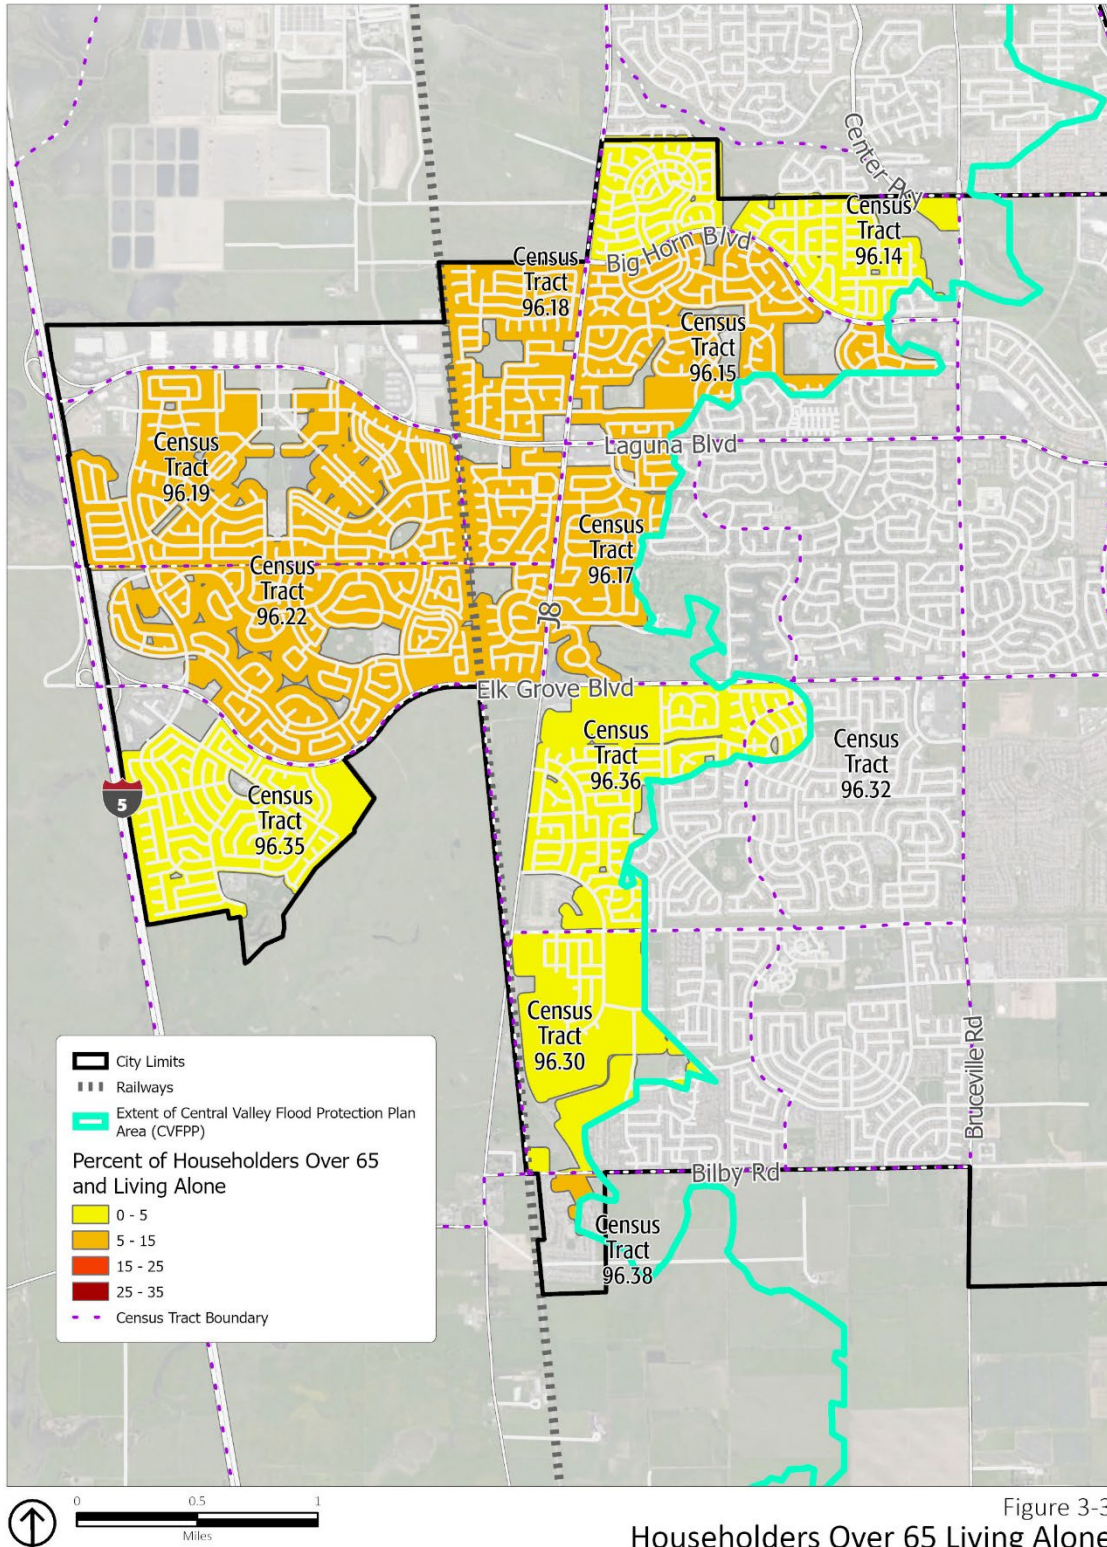 Center Pky
Census
Tract
96.14
Big Horn Blvd
Census
Tract
96.18
Census
Tract
96.15
Laguna Blvd
Census
Tract
96.19
Census
Tract
96.17
Census
Tract
96.22
J8
Elk Grove Blvd
Census
Tract
96.36
Census
Tract
96.32
5
Census
Tract
96.35
Census
Tract
96.30
Bruceville Rd
Bilby Rd
Census
Tract
96.38
City Limits
Railways
Extent of Central Valley Flood Protection Plan
Area (CVFPP)
Percent of Householders Over 65
and Living Alone
0 - 5
5 - 15
15 - 25
25 - 35
Census Tract Boundary
0 0.5 1
Miles
Figure 3-3
Householders Over 65 Living Alone